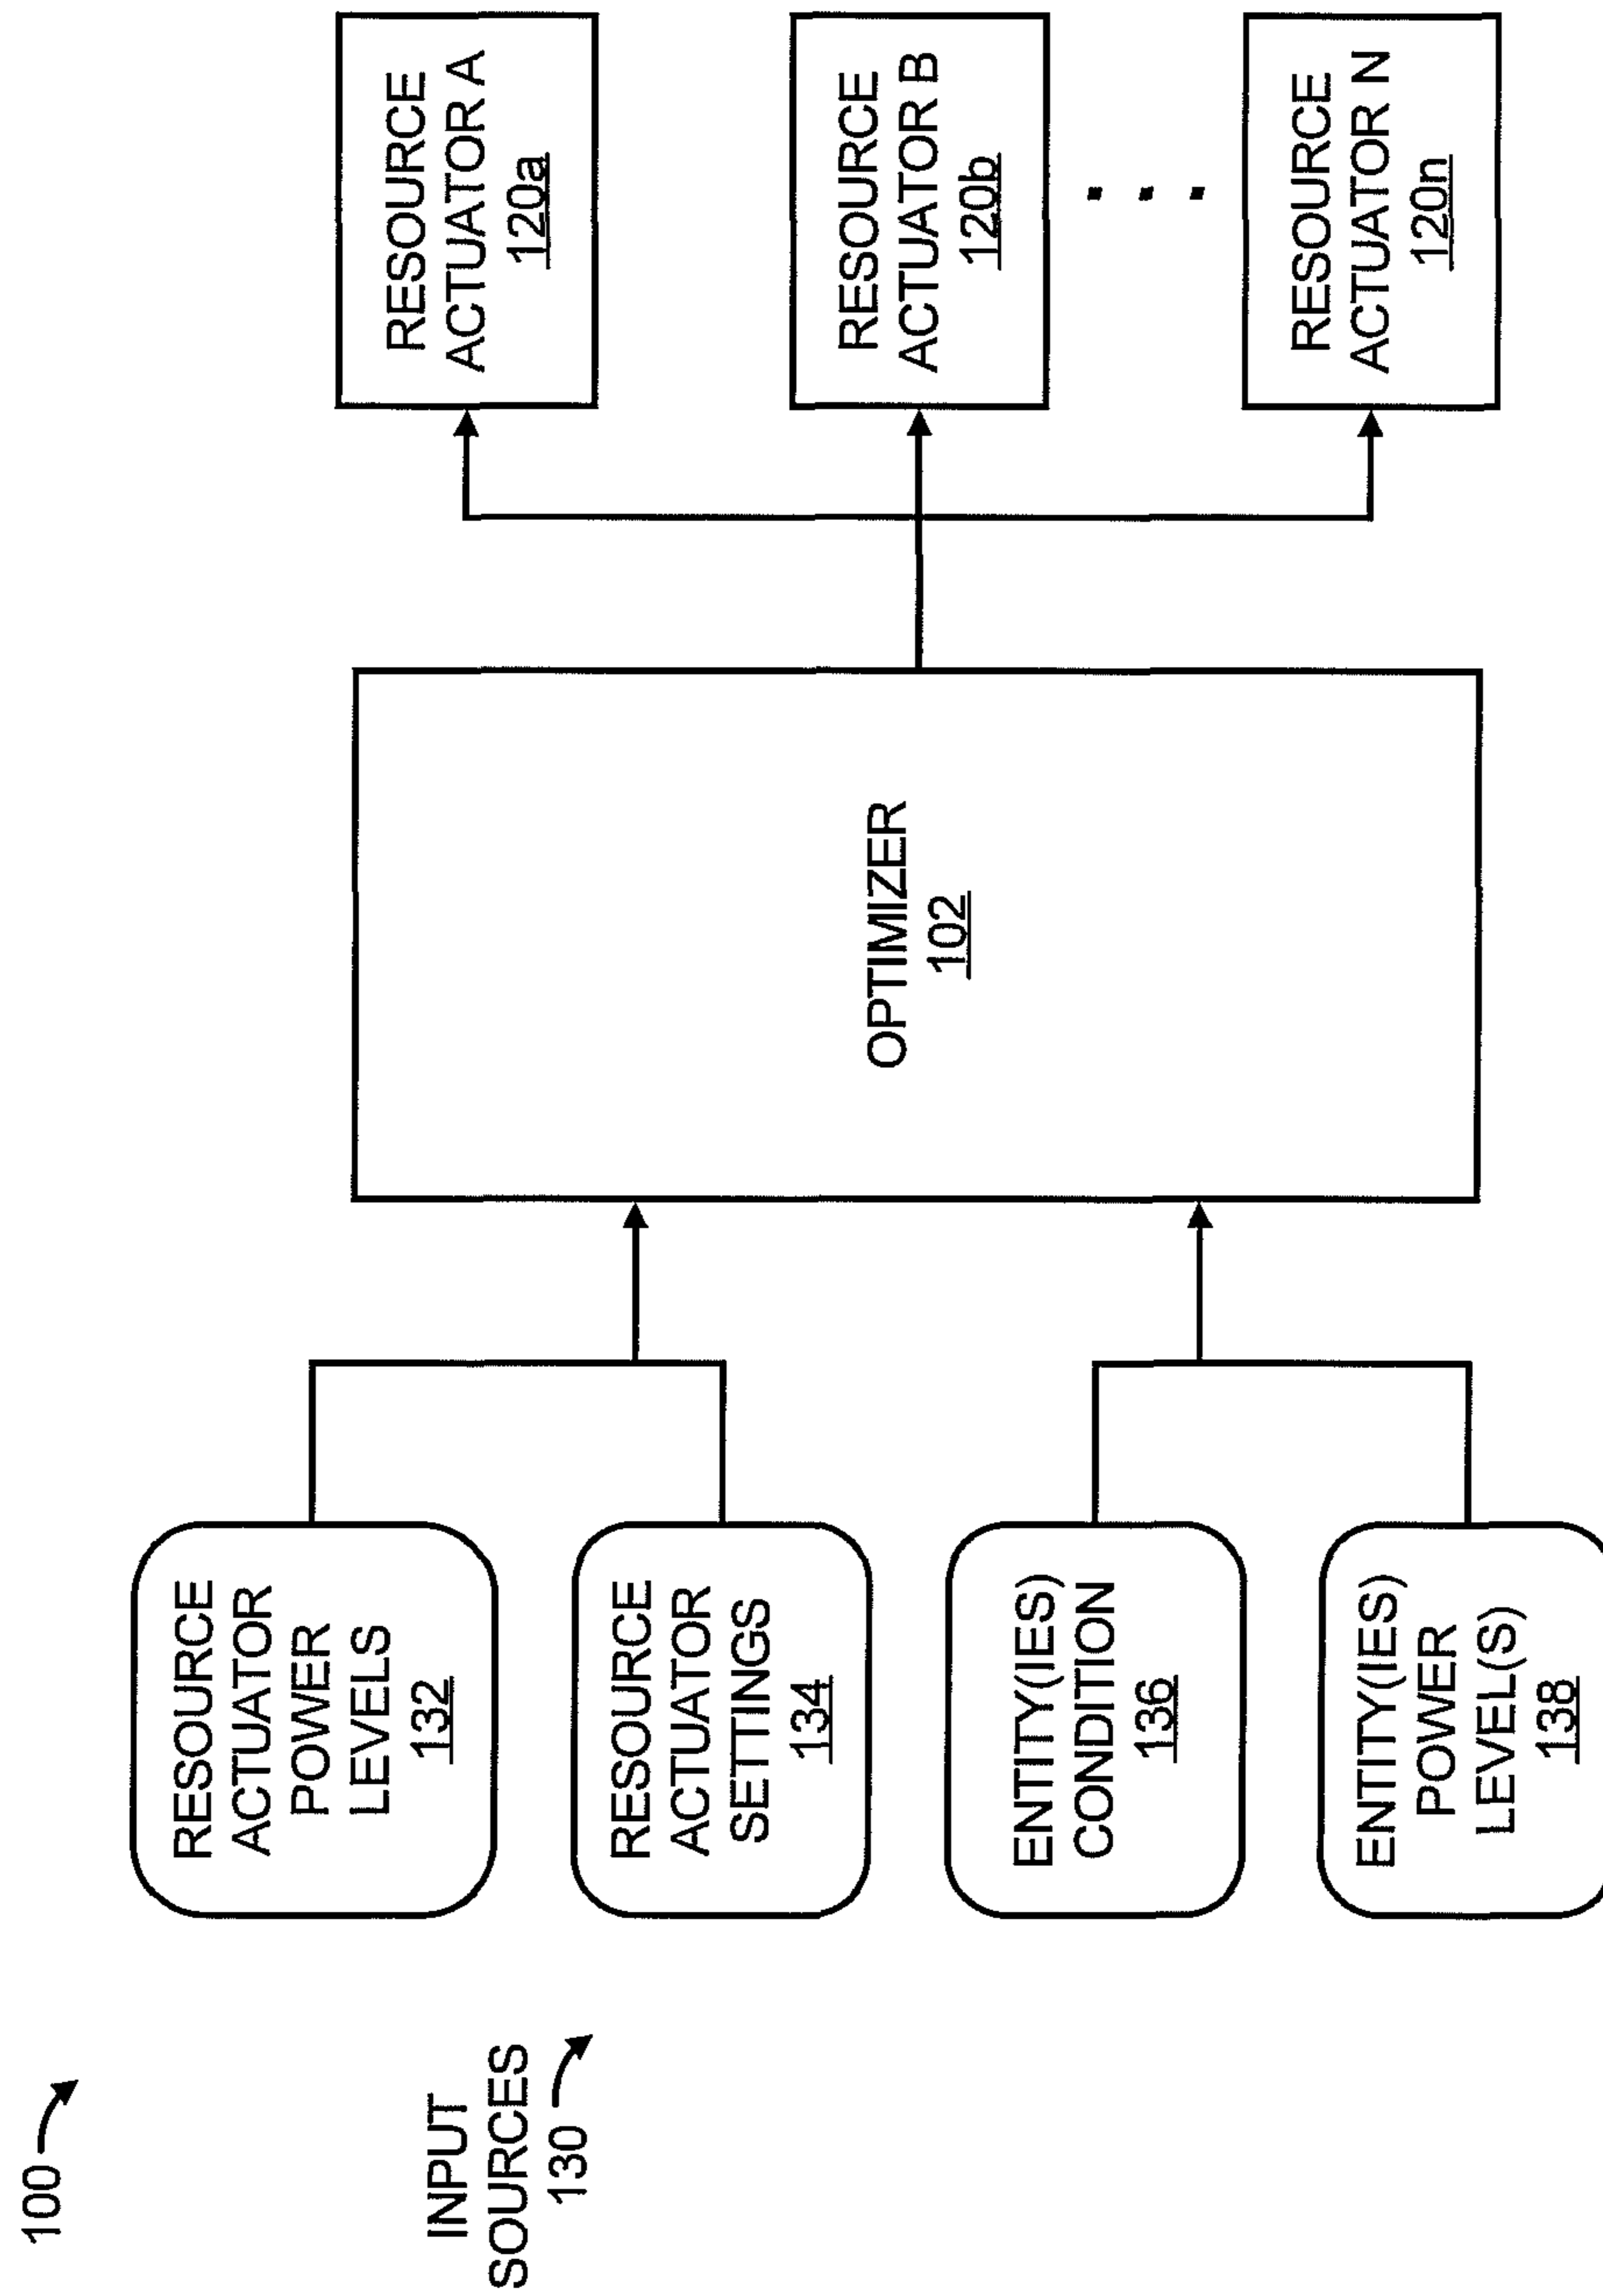 100
INPUT
SOURCES
130
RESOURCE
ACTUATOR
POWER
LEVELS
132
RESOURCE
ACTUATOR
SETTINGS
134
ENTITY(IES)
CONDITION
136
ENTITY(IES)
POWER
LEVEL(S)
138
OPTIMIZER
102
RESOURCE
ACTUATOR A
120a
RESOURCE
ACTUATOR B
120b
. . .
RESOURCE
ACTUATOR N
120n